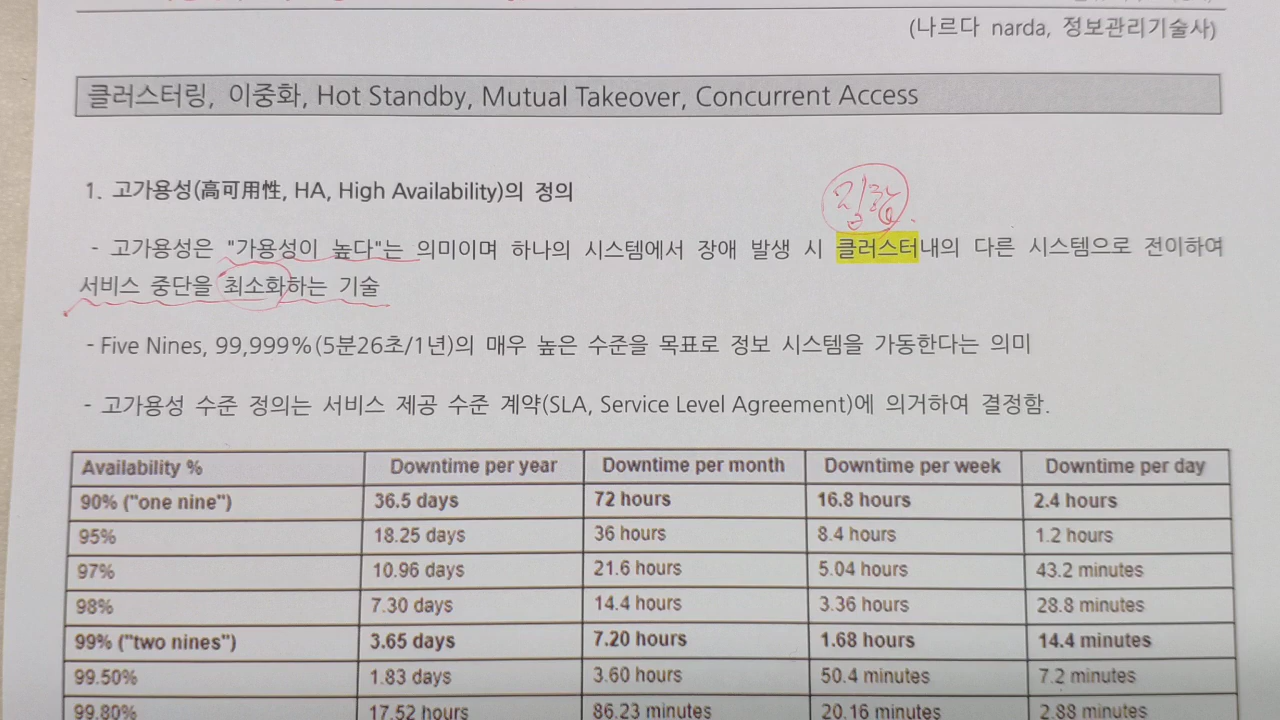 (나르다 narda, 정보관리기술사)
클러스터링, 이중화, Hot Standby, Mutual Takeover, Concurrent Access
1. 고가용성(高可用性, HA, High Availability)의 정의
집합
- 고가용성은 "가용성이 높다"는 의미이며 하나의 시스템에서 장애 발생 시 클러스터내의 다른 시스템으로 전이하여
서비스 중단을 최소화하는 기술
- Five Nines, 99,999%(5분26초/1년)의 매우 높은 수준을 목표로 정보 시스템을 가동한다는 의미
- 고가용성 수준 정의는 서비스 제공 수준 계약(SLA, Service Level Agreement)에 의거하여 결정함.
Availability % Downtime per year Downtime per month Downtime per week Downtime per day
90% ("one nine") 36.5 days 72 hours 16.8 hours 2.4 hours
95% 18.25 days 36 hours 8.4 hours 1.2 hours
97% 10.96 days 21.6 hours 5.04 hours 43.2 minutes
98% 7.30 days 14.4 hours 3.36 hours 28.8 minutes
99% ("two nines") 3.65 days 7.20 hours 1.68 hours 14.4 minutes
99.50% 1.83 days 3.60 hours 50.4 minutes 7.2 minutes
99.80% 17.52 hours 86.23 minutes 20.16 minutes 2.88 minutes